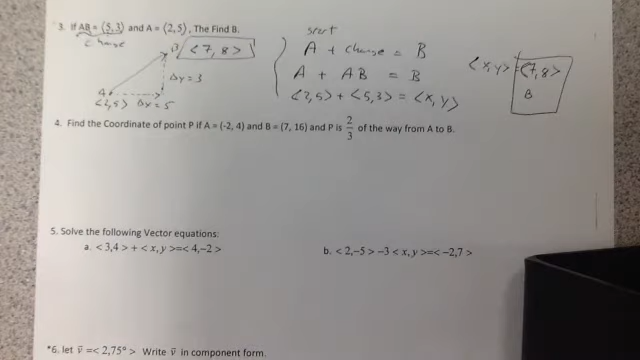 3. If AB = (5,3) and A = (2,5), The Find B.
change
B <7,8>
Δy = 3
A
<2,5> Δx = 5
start
A + change = B
A + AB = B
<2,5> + <5,3> = <x,y>
<x,y> = <7,8>
B
4. Find the Coordinate of point P if A = (-2, 4) and B = (7, 16) and P is 2/3 of the way from A to B.
5. Solve the following Vector equations:
a. < 3,4 > + < x, y >=< 4,−2 >
b. < 2,−5 > −3 < x, y >=< −2,7 >
*6. let v⃗ =< 2,75° > Write v⃗ in component form.